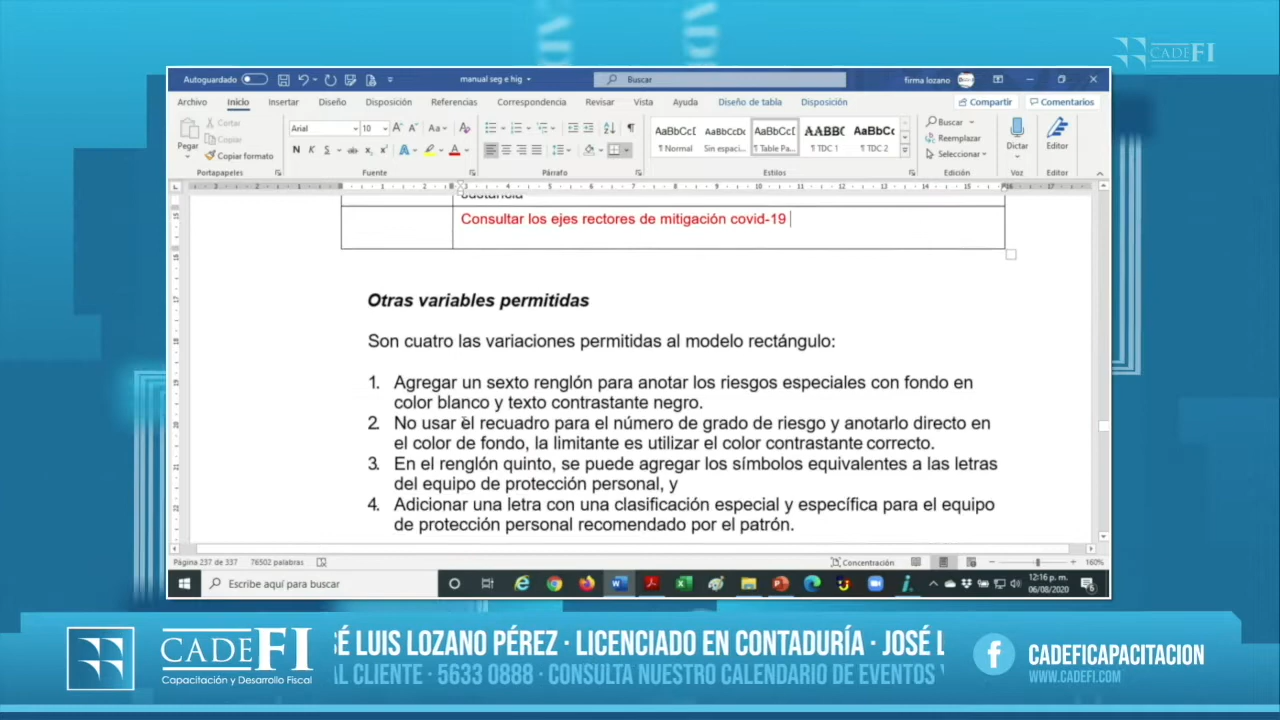 CADEFI
Autoguardado
manual seg e hig
Buscar
firma lozano
Archivo Inicio Insertar Diseño Disposición Referencias Correspondencia Revisar Vista Ayuda Diseño de tabla Disposición Compartir Comentarios
Pegar
Cortar
Copiar
Copiar formato
Portapapeles
Arial 10
N K S
Fuente
Párrafo
AaBbCcI AaBbCcDc AaBbCcI AABBC AaBbCc
¶ Normal Sin espaci... ¶ Table Pa... ¶ TDC 1 ¶ TDC 2
Estilos
Buscar
Reemplazar
Seleccionar
Edición
Dictar
Voz
Editor
Editor
sustancia
Consultar los ejes rectores de mitigación covid-19
Otras variables permitidas
Son cuatro las variaciones permitidas al modelo rectángulo:
1. Agregar un sexto renglón para anotar los riesgos especiales con fondo en
color blanco y texto contrastante negro.
2. No usar el recuadro para el número de grado de riesgo y anotarlo directo en
el color de fondo, la limitante es utilizar el color contrastante correcto.
3. En el renglón quinto, se puede agregar los símbolos equivalentes a las letras
del equipo de protección personal, y
4. Adicionar una letra con una clasificación especial y específica para el equipo
de protección personal recomendado por el patrón.
Página 237 de 337 76502 palabras
Concentración
160%
Escribe aquí para buscar
12:16 p. m.
06/08/2020
CADEFI
Capacitación y Desarrollo Fiscal
SÉ LUIS LOZANO PÉREZ · LICENCIADO EN CONTADURÍA · JOSÉ L
AL CLIENTE · 5633 0888 · CONSULTA NUESTRO CALENDARIO DE EVENTOS Y
CADEFICAPACITACION
WWW.CADEFI.COM